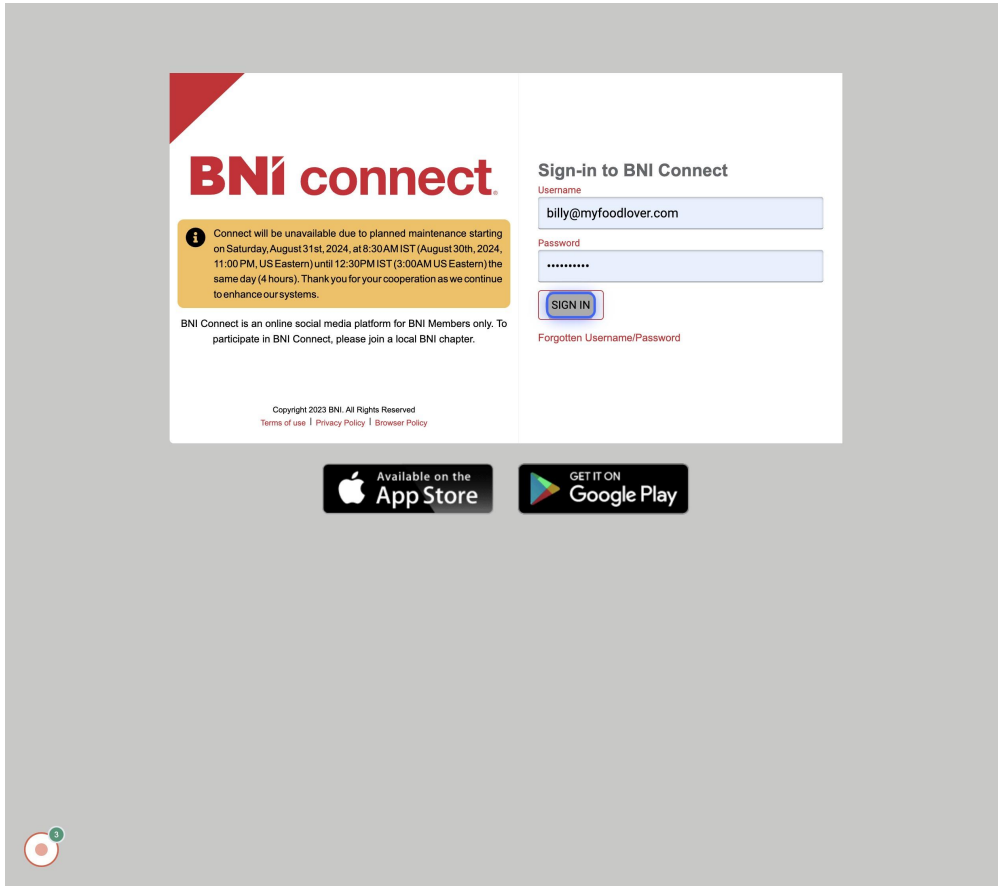 BNI connect®
Connect will be unavailable due to planned maintenance starting
on Saturday, August 31st, 2024, at 8:30AM IST (August 30th, 2024,
11:00 PM, US Eastern) until 12:30PM IST (3:00AM US Eastern) the
same day (4 hours). Thank you for your cooperation as we continue
to enhance our systems.
BNI Connect is an online social media platform for BNI Members only. To
participate in BNI Connect, please join a local BNI chapter.
Copyright 2023 BNI. All Rights Reserved
Terms of use | Privacy Policy | Browser Policy
Sign-in to BNI Connect
Username
billy@myfoodlover.com
Password
••••••••••
SIGN IN
Forgotten Username/Password
Available on the
App Store
GET IT ON
Google Play
3